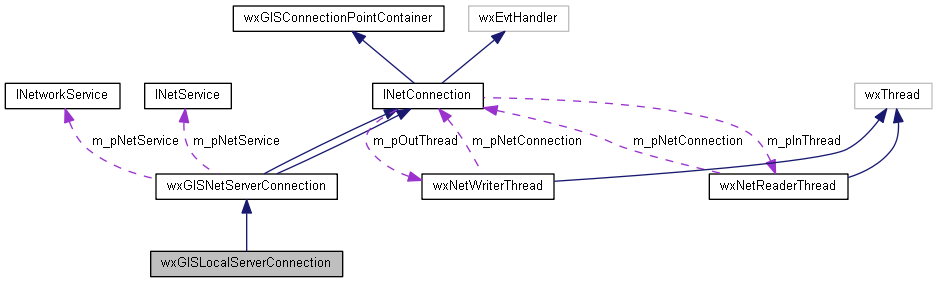 wxGISConnectionPointContainer
wxEvtHandler
INetworkService
INetService
INetConnection
wxThread
m_pNetService
m_pNetService
m_pOutThread
m_pNetConnection
m_pNetConnection
m_pInThread
wxGISNetServerConnection
wxNetWriterThread
wxNetReaderThread
wxGISLocalServerConnection